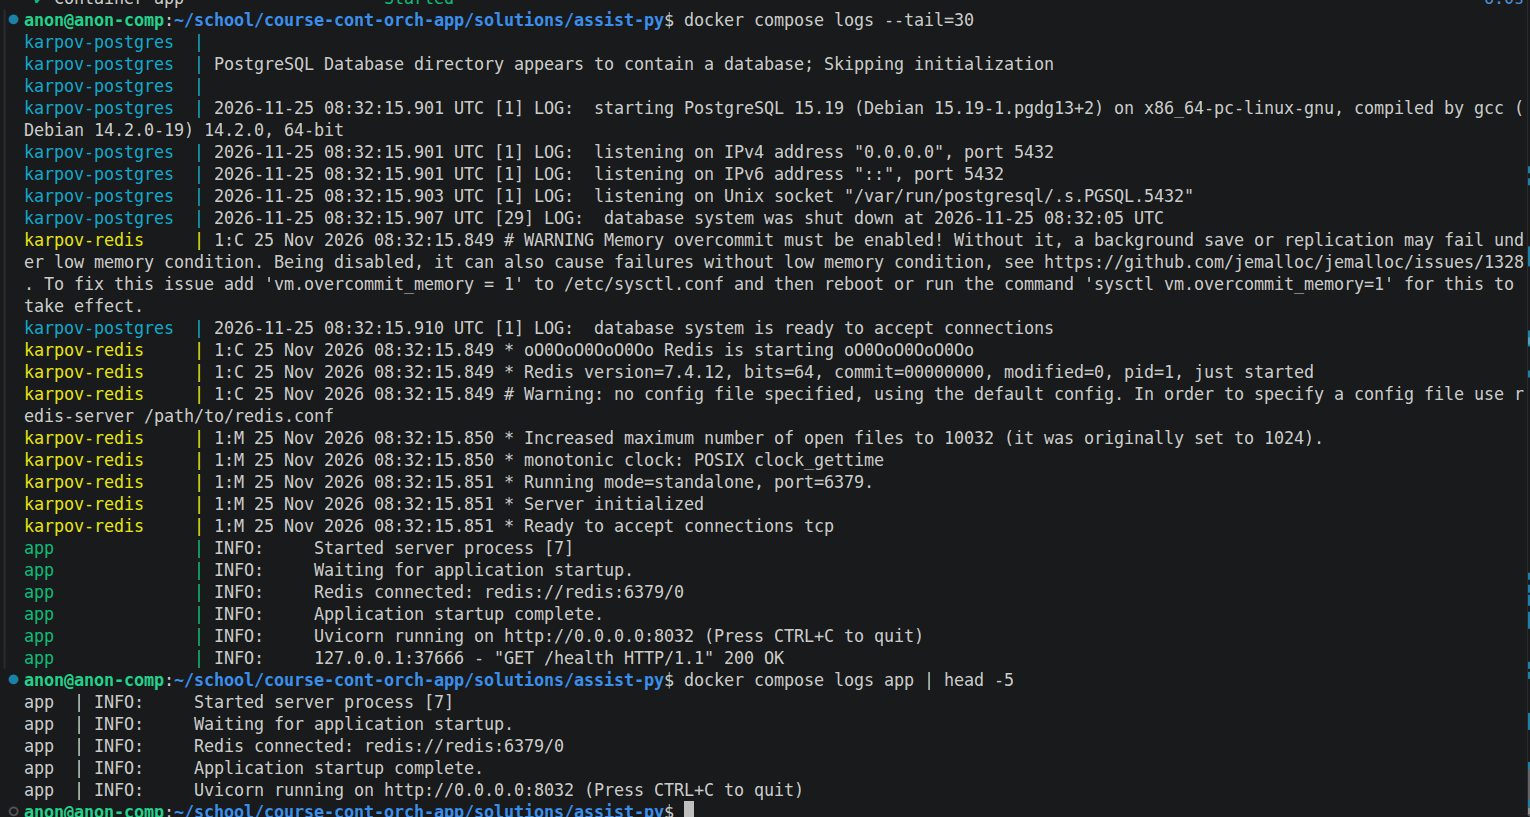 ✓ Container app                    Started                    0.0s
anon@anon-comp:~/school/course-cont-orch-app/solutions/assist-py$ docker compose logs --tail=30
karpov-postgres  |
karpov-postgres  | PostgreSQL Database directory appears to contain a database; Skipping initialization
karpov-postgres  |
karpov-postgres  | 2026-11-25 08:32:15.901 UTC [1] LOG:  starting PostgreSQL 15.19 (Debian 15.19-1.pgdg13+2) on x86_64-pc-linux-gnu, compiled by gcc (
Debian 14.2.0-19) 14.2.0, 64-bit
karpov-postgres  | 2026-11-25 08:32:15.901 UTC [1] LOG:  listening on IPv4 address "0.0.0.0", port 5432
karpov-postgres  | 2026-11-25 08:32:15.901 UTC [1] LOG:  listening on IPv6 address "::", port 5432
karpov-postgres  | 2026-11-25 08:32:15.903 UTC [1] LOG:  listening on Unix socket "/var/run/postgresql/.s.PGSQL.5432"
karpov-postgres  | 2026-11-25 08:32:15.907 UTC [29] LOG:  database system was shut down at 2026-11-25 08:32:05 UTC
karpov-redis     | 1:C 25 Nov 2026 08:32:15.849 # WARNING Memory overcommit must be enabled! Without it, a background save or replication may fail und
er low memory condition. Being disabled, it can also cause failures without low memory condition, see https://github.com/jemalloc/jemalloc/issues/1328
. To fix this issue add 'vm.overcommit_memory = 1' to /etc/sysctl.conf and then reboot or run the command 'sysctl vm.overcommit_memory=1' for this to
take effect.
karpov-postgres  | 2026-11-25 08:32:15.910 UTC [1] LOG:  database system is ready to accept connections
karpov-redis     | 1:C 25 Nov 2026 08:32:15.849 * oO0OoO0OoO0Oo Redis is starting oO0OoO0OoO0Oo
karpov-redis     | 1:C 25 Nov 2026 08:32:15.849 * Redis version=7.4.12, bits=64, commit=00000000, modified=0, pid=1, just started
karpov-redis     | 1:C 25 Nov 2026 08:32:15.849 # Warning: no config file specified, using the default config. In order to specify a config file use r
edis-server /path/to/redis.conf
karpov-redis     | 1:M 25 Nov 2026 08:32:15.850 * Increased maximum number of open files to 10032 (it was originally set to 1024).
karpov-redis     | 1:M 25 Nov 2026 08:32:15.850 * monotonic clock: POSIX clock_gettime
karpov-redis     | 1:M 25 Nov 2026 08:32:15.851 * Running mode=standalone, port=6379.
karpov-redis     | 1:M 25 Nov 2026 08:32:15.851 * Server initialized
karpov-redis     | 1:M 25 Nov 2026 08:32:15.851 * Ready to accept connections tcp
app              | INFO:     Started server process [7]
app              | INFO:     Waiting for application startup.
app              | INFO:     Redis connected: redis://redis:6379/0
app              | INFO:     Application startup complete.
app              | INFO:     Uvicorn running on http://0.0.0.0:8032 (Press CTRL+C to quit)
app              | INFO:     127.0.0.1:37666 - "GET /health HTTP/1.1" 200 OK
anon@anon-comp:~/school/course-cont-orch-app/solutions/assist-py$ docker compose logs app | head -5
app  | INFO:     Started server process [7]
app  | INFO:     Waiting for application startup.
app  | INFO:     Redis connected: redis://redis:6379/0
app  | INFO:     Application startup complete.
app  | INFO:     Uvicorn running on http://0.0.0.0:8032 (Press CTRL+C to quit)
anon@anon-comp:~/school/course-cont-orch-app/solutions/assist-py$